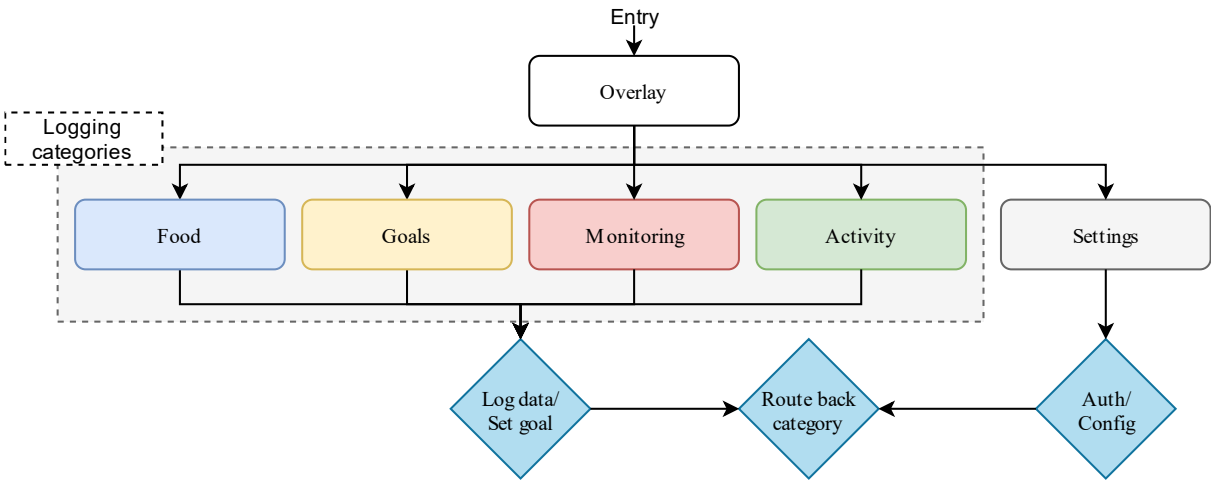 Entry
Overlay
Logging
categories
Food
Goals
Monitoring
Activity
Settings
Log data/
Set goal
Route back
category
Auth/
Config